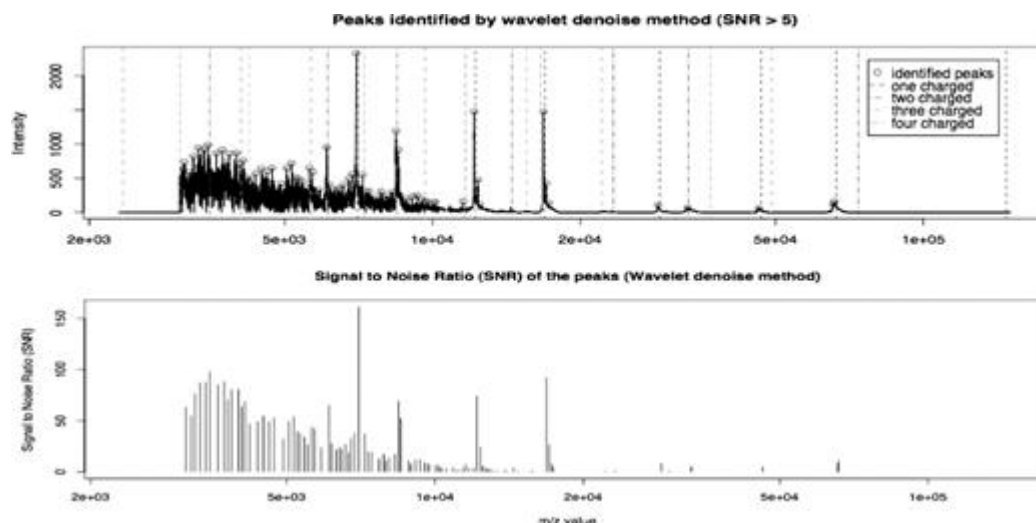 Peaks identified by wavelet denoise method (SNR > 5)
Intensity
2000
1000
500
0
identified peaks
one charged
two charged
three charged
four charged
2e+03
5e+03
1e+04
2e+04
5e+04
1e+05
Signal to Noise Ratio (SNR) of the peaks (Wavelet denoise method)
Signal to Noise Ratio (SNR)
150
100
50
0
2e+03
5e+03
1e+04
2e+04
5e+04
1e+05
m/z value